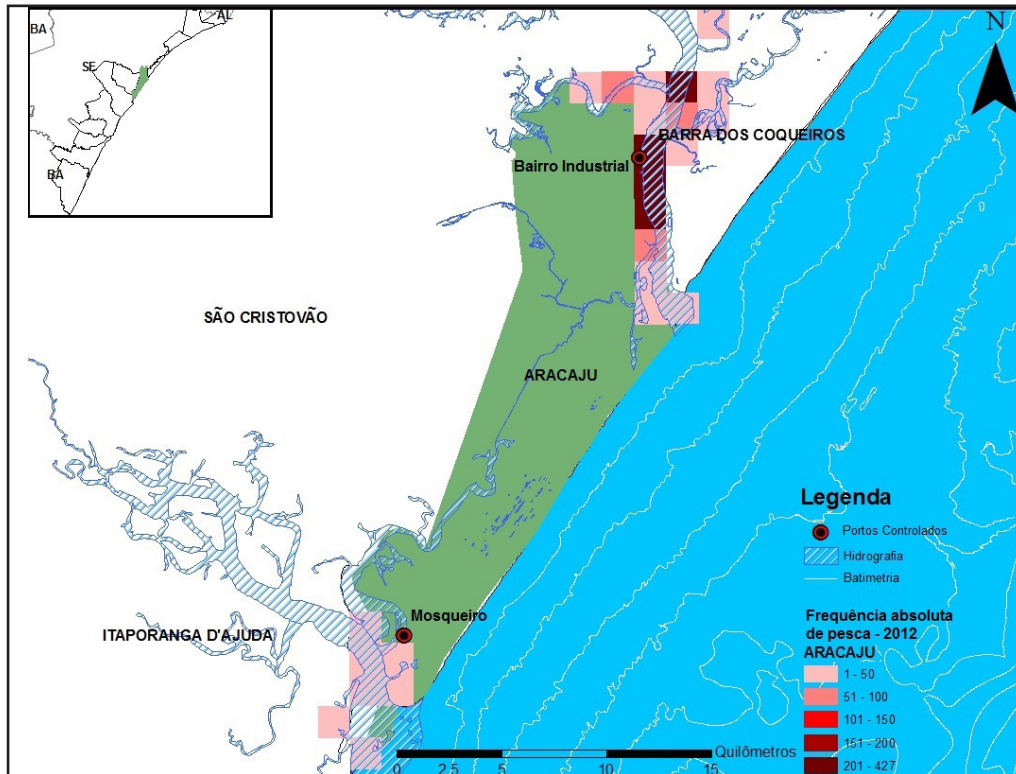 BA
AL
SE
BA
N
BARRA DOS COQUEIROS
Bairro Industrial
SÃO CRISTOVÃO
ARACAJU
Mosqueiro
ITAPORANGA D'AJUDA
Legenda
Portos Controlados
Hidrografia
Batimetria
Frequência absoluta
de pesca - 2012
ARACAJU
1 - 50
51 - 100
101 - 150
151 - 200
201 - 427
Quilômetros
0 2,5 5 10 15